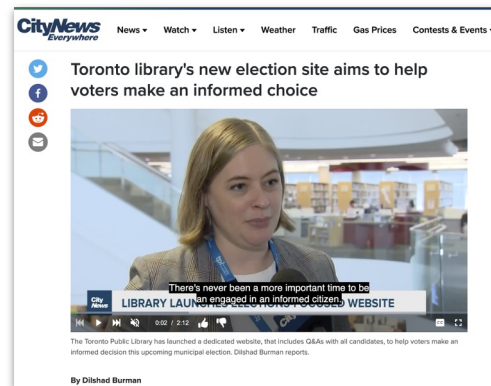 CityNews
Everywhere
News Watch Listen Weather Traffic Gas Prices Contests & Events
Toronto library's new election site aims to help
voters make an informed choice
There's never been a more important time to be
an engaged in an informed citizen.
City
News
LIBRARY LAUNCHES ELECTIONS-FOCUSED WEBSITE
0:02 / 2:12
CC
The Toronto Public Library has launched a dedicated website, that includes Q&As with all candidates, to help voters make an
informed decision this upcoming municipal election. Dilshad Burman reports.
By Dilshad Burman